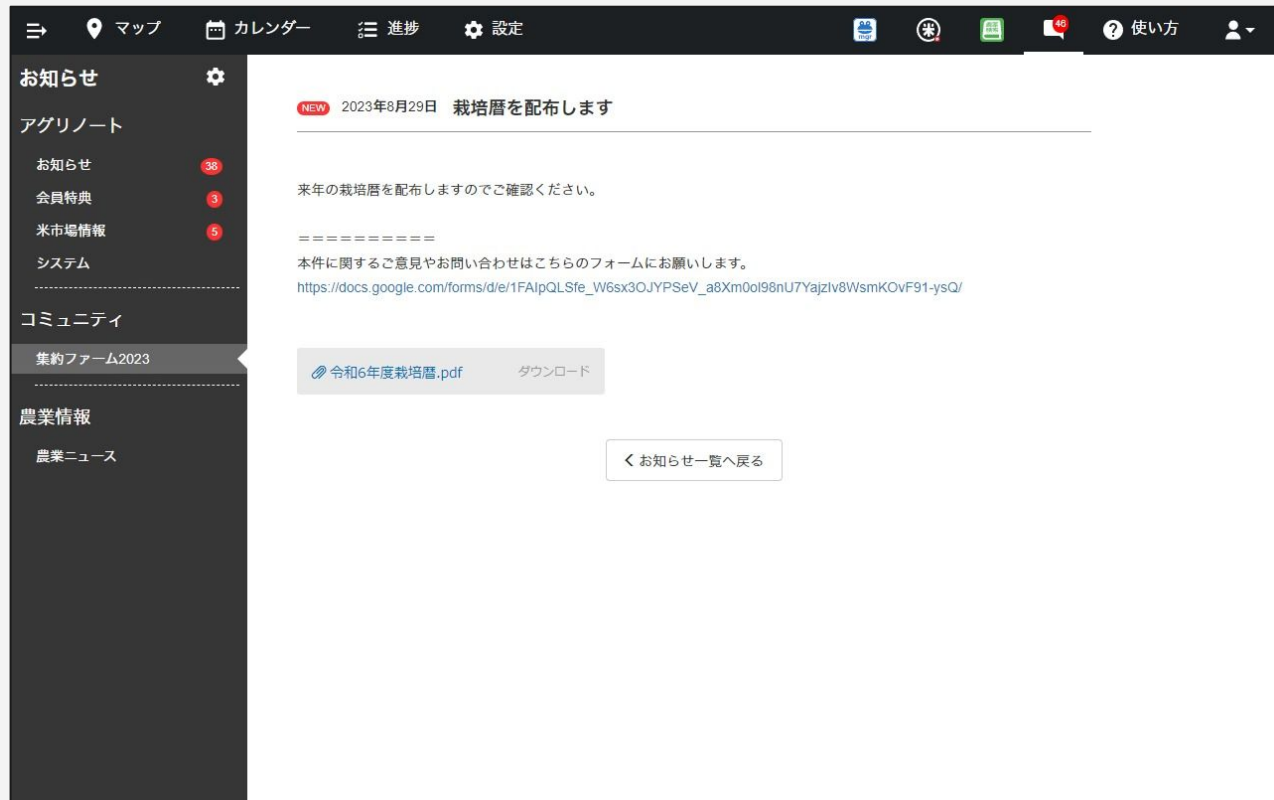 マップ カレンダー 進捗 設定 mgr 米 46 使い方
お知らせ
アグリノート
お知らせ 38
会員特典 3
米市場情報 5
システム
コミュニティ
集約ファーム2023
農業情報
農業ニュース
NEW 2023年8月29日 栽培暦を配布します
来年の栽培暦を配布しますのでご確認ください。
==========
本件に関するご意見やお問い合わせはこちらのフォームにお願いします。
https://docs.google.com/forms/d/e/1FAIpQLSfe_W6sx3OJYPSeV_a8Xm0ol98nU7YajzIv8WsmKOvF91-ysQ/
令和6年度栽培暦.pdf ダウンロード
お知らせ一覧へ戻る